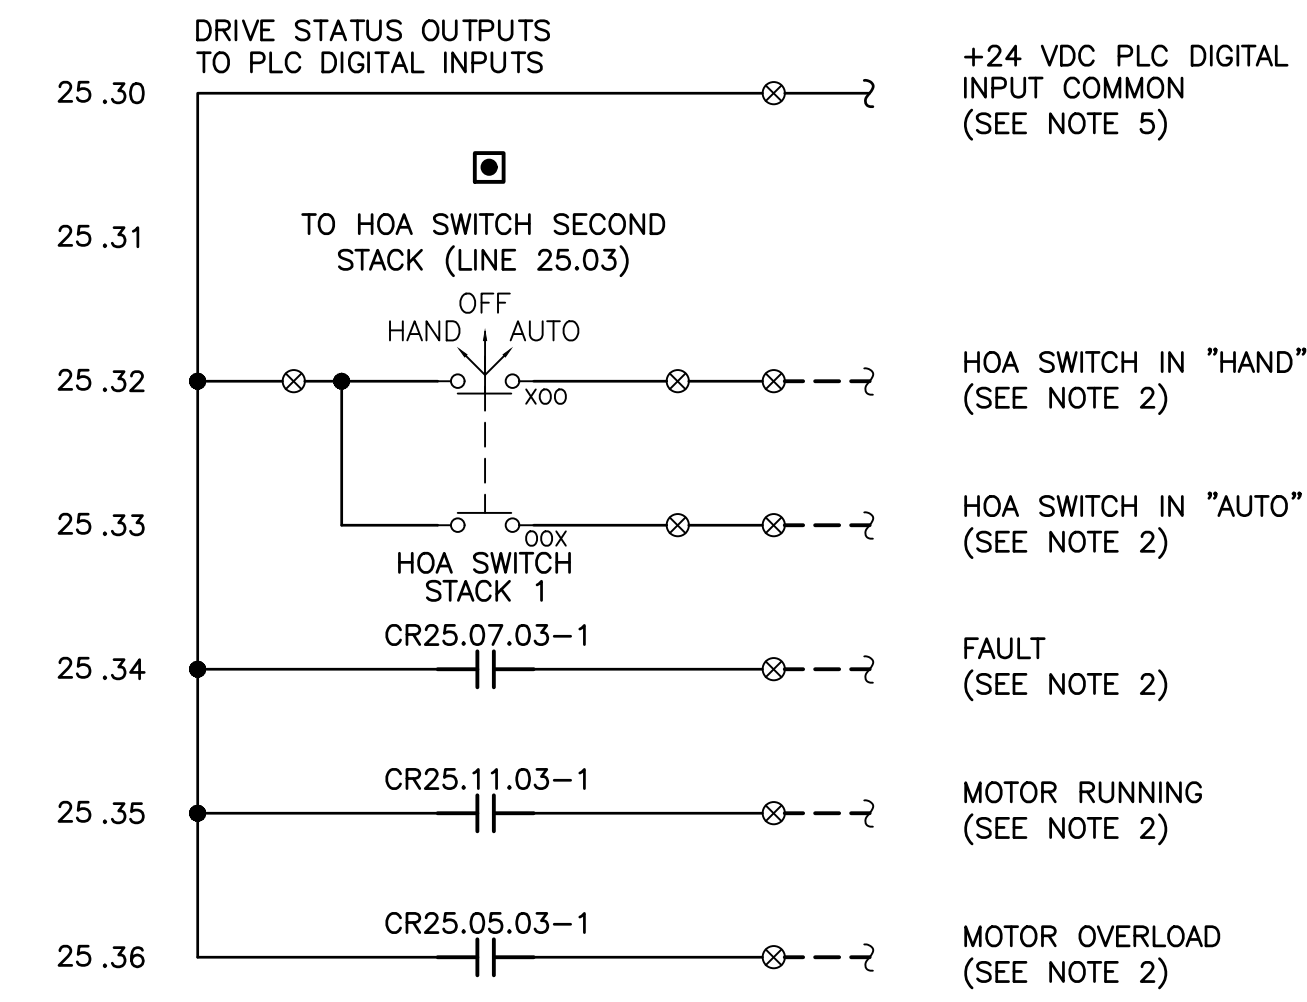 DRIVE STATUS OUTPUTS
TO PLC DIGITAL INPUTS
25.30
+24 VDC PLC DIGITAL
INPUT COMMON
(SEE NOTE 5)
25.31
TO HOA SWITCH SECOND
STACK (LINE 25.03)
OFF
HAND
AUTO
25.32
XOO
HOA SWITCH IN "HAND"
(SEE NOTE 2)
25.33
OOX
HOA SWITCH
STACK 1
HOA SWITCH IN "AUTO"
(SEE NOTE 2)
CR25.07.03-1
25.34
FAULT
(SEE NOTE 2)
CR25.11.03-1
25.35
MOTOR RUNNING
(SEE NOTE 2)
CR25.05.03-1
25.36
MOTOR OVERLOAD
(SEE NOTE 2)